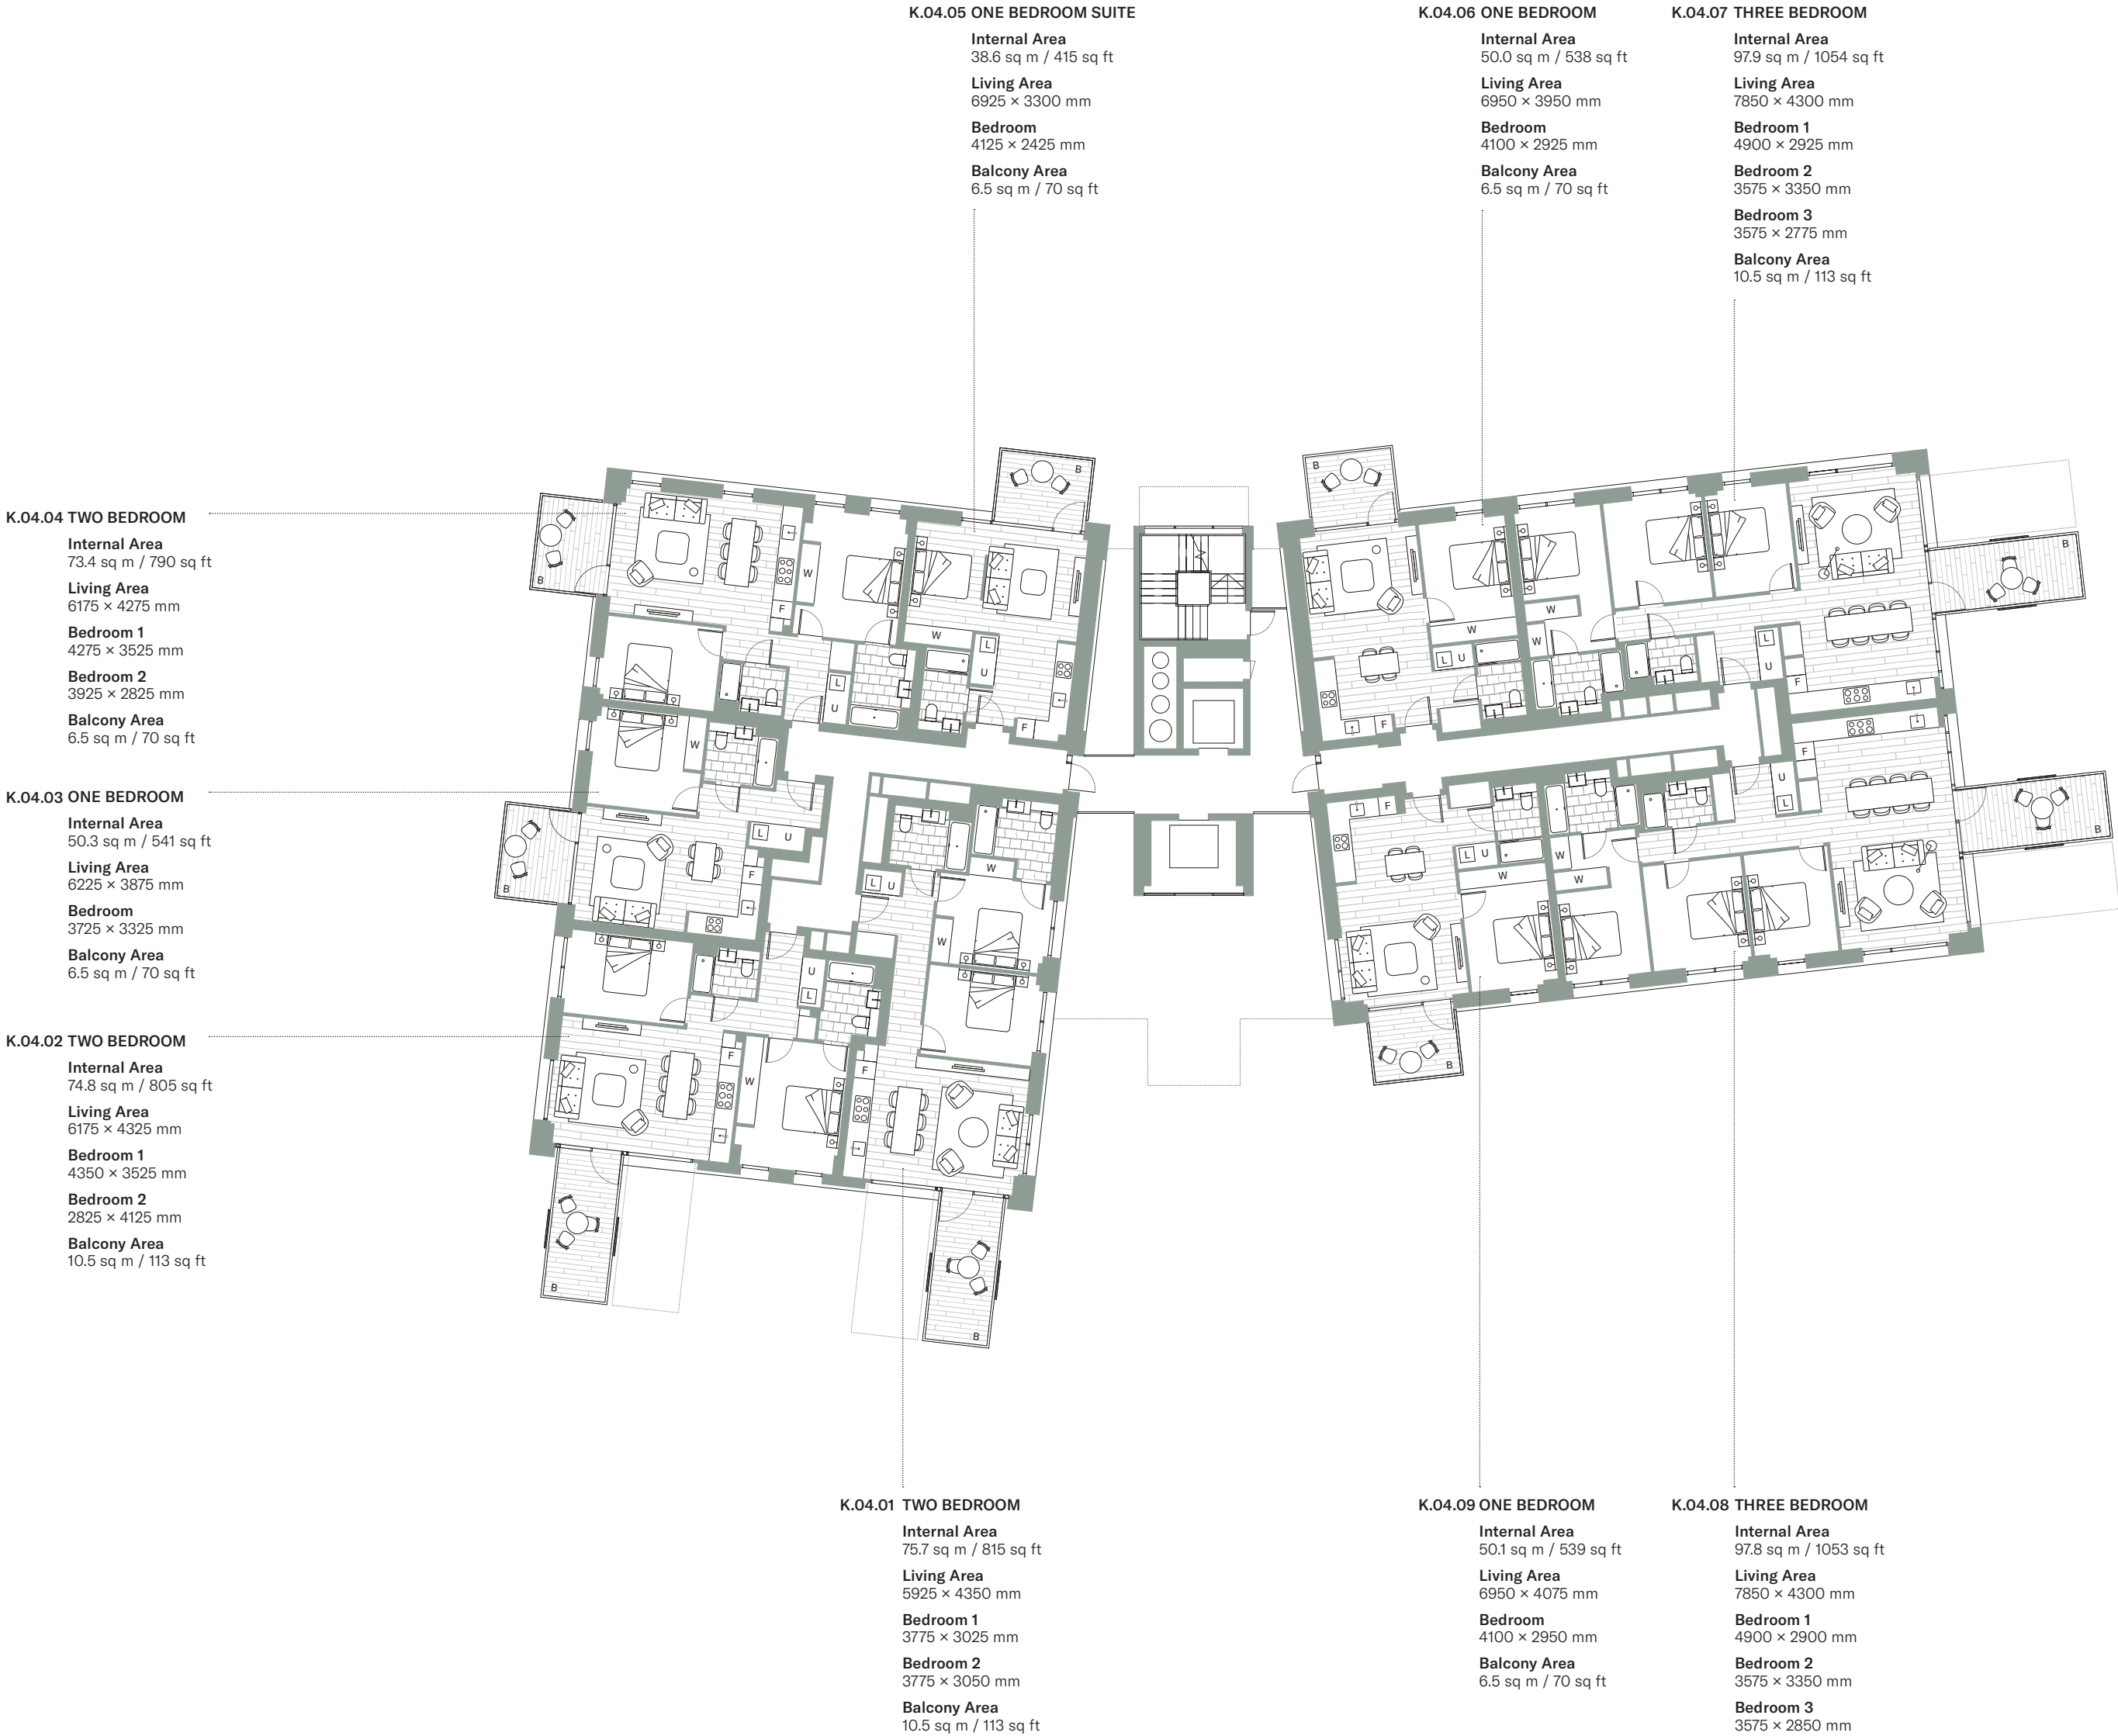 K.04.05 ONE BEDROOM SUITE
Internal Area
38.6 sq m / 415 sq ft
Living Area
6925 × 3300 mm
Bedroom
4125 × 2425 mm
Balcony Area
6.5 sq m / 70 sq ft
K.04.06 ONE BEDROOM
Internal Area
50.0 sq m / 538 sq ft
Living Area
6950 × 3950 mm
Bedroom
4100 × 2925 mm
Balcony Area
6.5 sq m / 70 sq ft
K.04.07 THREE BEDROOM
Internal Area
97.9 sq m / 1054 sq ft
Living Area
7850 × 4300 mm
Bedroom 1
4900 × 2925 mm
Bedroom 2
3575 × 3350 mm
Bedroom 3
3575 × 2775 mm
Balcony Area
10.5 sq m / 113 sq ft
K.04.04 TWO BEDROOM
Internal Area
73.4 sq m / 790 sq ft
Living Area
6175 × 4275 mm
Bedroom 1
4275 × 3525 mm
Bedroom 2
3925 × 2825 mm
Balcony Area
6.5 sq m / 70 sq ft
K.04.03 ONE BEDROOM
Internal Area
50.3 sq m / 541 sq ft
Living Area
6225 × 3875 mm
Bedroom
3725 × 3325 mm
Balcony Area
6.5 sq m / 70 sq ft
K.04.02 TWO BEDROOM
Internal Area
74.8 sq m / 805 sq ft
Living Area
6175 × 4325 mm
Bedroom 1
4350 × 3525 mm
Bedroom 2
2825 × 4125 mm
Balcony Area
10.5 sq m / 113 sq ft
B
W
F
L
U
B
W
L
U
F
W
L
U
F
B
B
F
W
L U
W
W
L
U
F
B
F
L U
W
W
W
F
U
L
B
B
W
L U
F
U
L
F
W
B
L U
W
W
F
B
K.04.01 TWO BEDROOM
Internal Area
75.7 sq m / 815 sq ft
Living Area
5925 × 4350 mm
Bedroom 1
3775 × 3025 mm
Bedroom 2
3775 × 3050 mm
Balcony Area
10.5 sq m / 113 sq ft
K.04.09 ONE BEDROOM
Internal Area
50.1 sq m / 539 sq ft
Living Area
6950 × 4075 mm
Bedroom
4100 × 2950 mm
Balcony Area
6.5 sq m / 70 sq ft
K.04.08 THREE BEDROOM
Internal Area
97.8 sq m / 1053 sq ft
Living Area
7850 × 4300 mm
Bedroom 1
4900 × 2900 mm
Bedroom 2
3575 × 3350 mm
Bedroom 3
3575 × 2850 mm